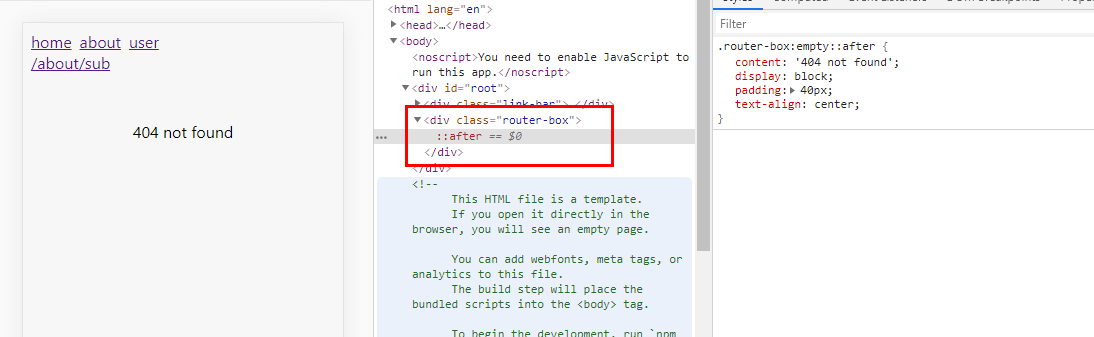 home about user
/about/sub
404 not found
<html lang="en">
<head>…</head>
<body>
<noscript>You need to enable JavaScript to
run this app.</noscript>
<div id="root">
<div class="link-bar"> </div>
<div class="router-box">
::after == $0
</div>
</div>
<!--
This HTML file is a template.
If you open it directly in the
browser, you will see an empty page.
You can add webfonts, meta tags, or
analytics to this file.
The build step will place the
bundled scripts into the <body> tag.
To begin the development, run `npm
Filter
.router-box:empty::after {
content: '404 not found';
display: block;
padding: 40px;
text-align: center;
}